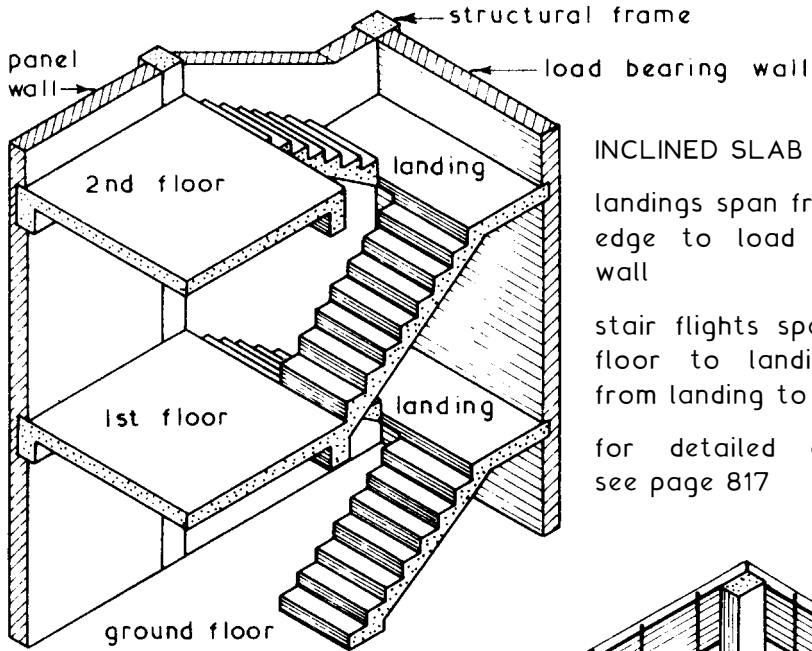 structural frame
panel
wall
load bearing wall
2nd floor
landing
INCLINED SLAB
landings span fr
edge to load
wall
stair flights spa
floor to landi
from landing to
for detailed
see page 817
1st floor
landing
ground floor